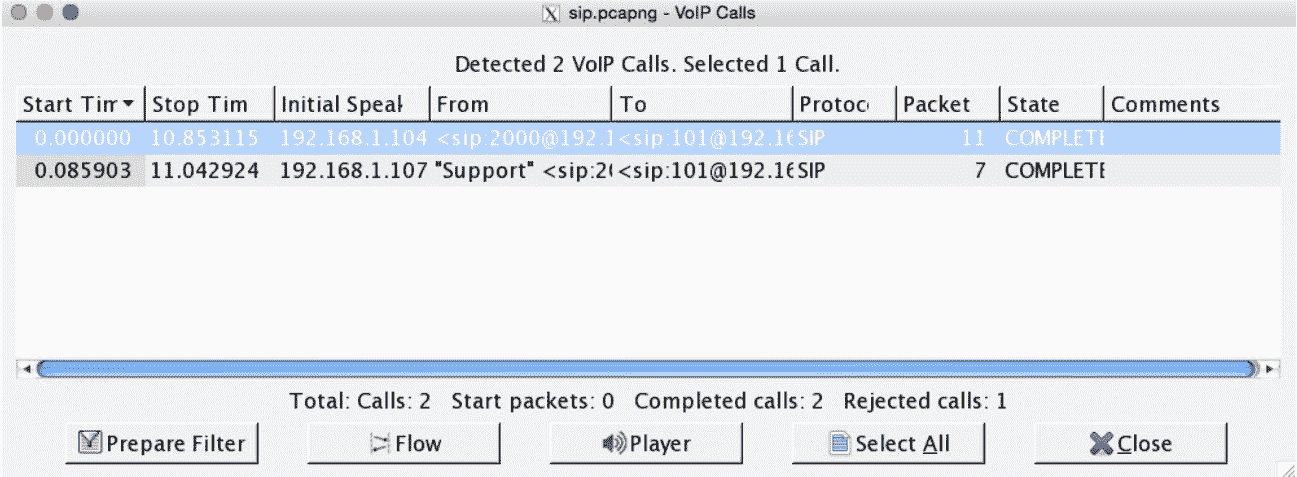 sip.pcapng - VoIP Calls
Detected 2 VoIP Calls. Selected 1 Call.
Start Tim Stop Tim Initial Speak From To Protoc Packet State Comments
0.000000 10.853115 192.168.1.104 <sip:2000@192.1 <sip:101@192.16 SIP 11 COMPLETE
0.085903 11.042924 192.168.1.107 "Support" <sip:20 <sip:101@192.16 SIP 7 COMPLETE
Total: Calls: 2 Start packets: 0 Completed calls: 2 Rejected calls: 1
Prepare Filter Flow Player Select All Close